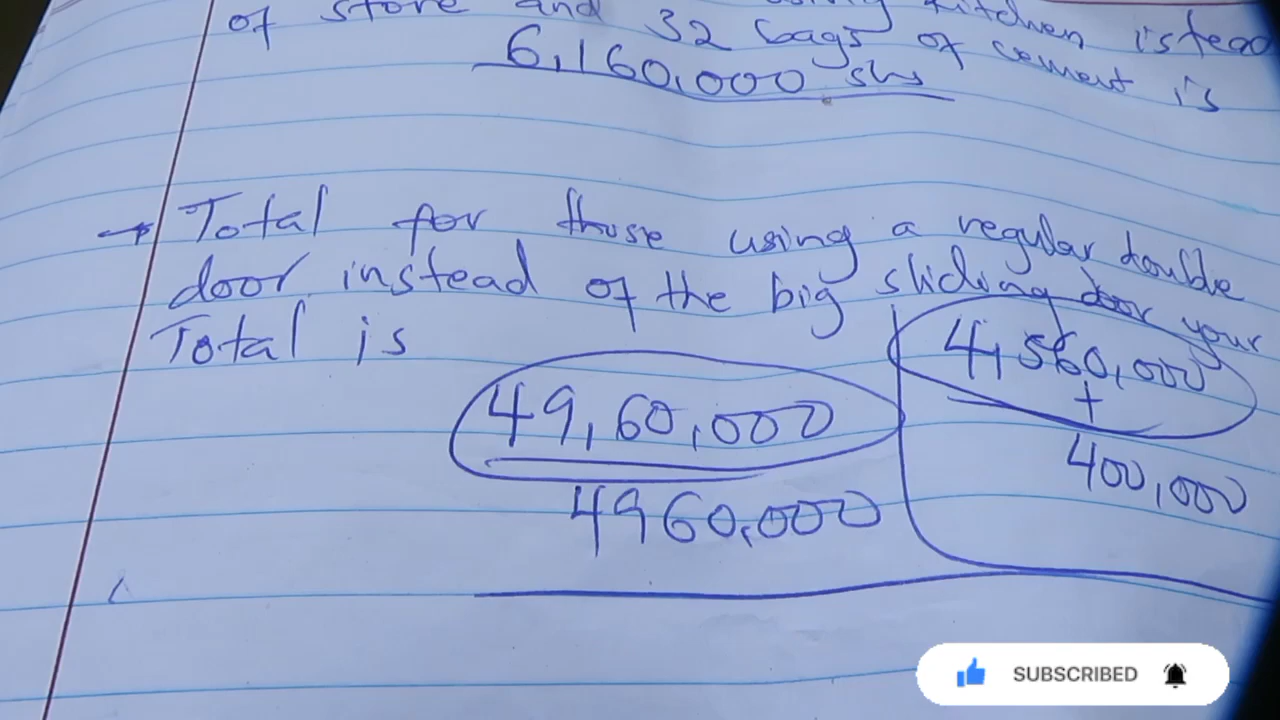 of store and kitchen istead
32 bags of cement is
6,160,000 shs
→ Total for those using a regular double
door instead of the big sliding door your
Total is
49,60,000
4960,000
4,560,000
+
400,000
SUBSCRIBED